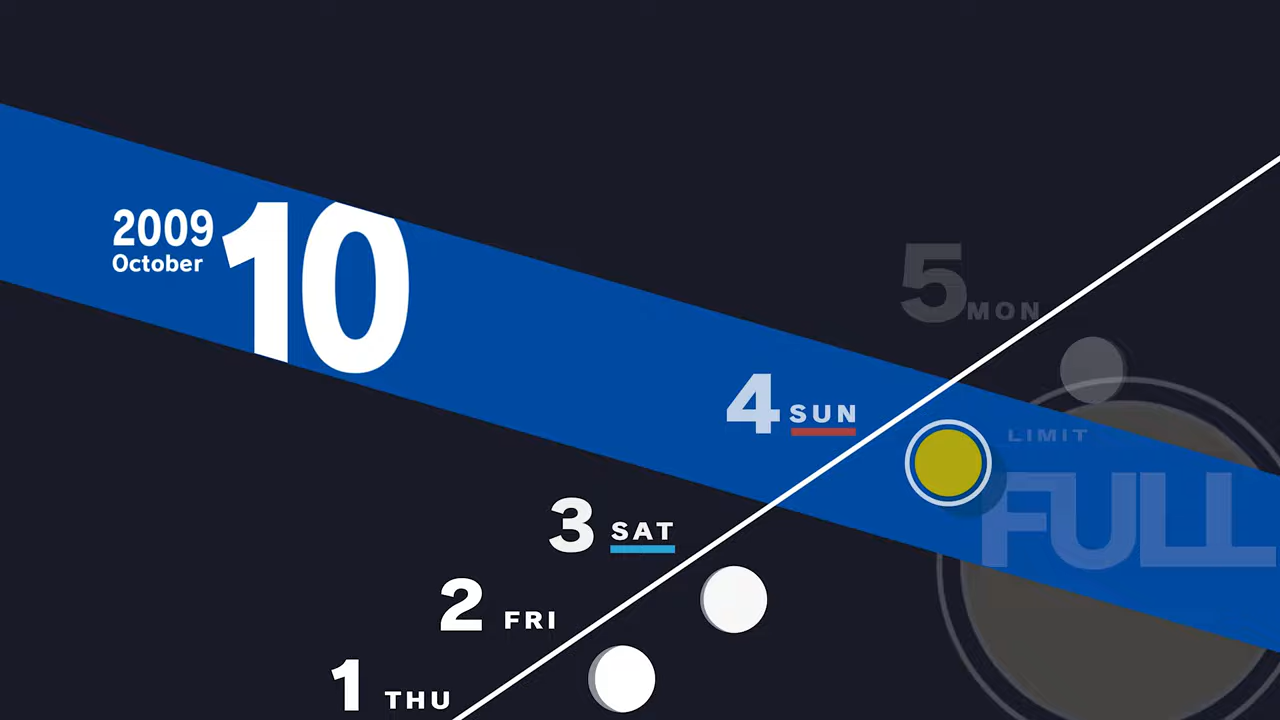 2009
October
10
5 MON
4 SUN
LIMIT
FULL
3 SAT
2 FRI
1 THU